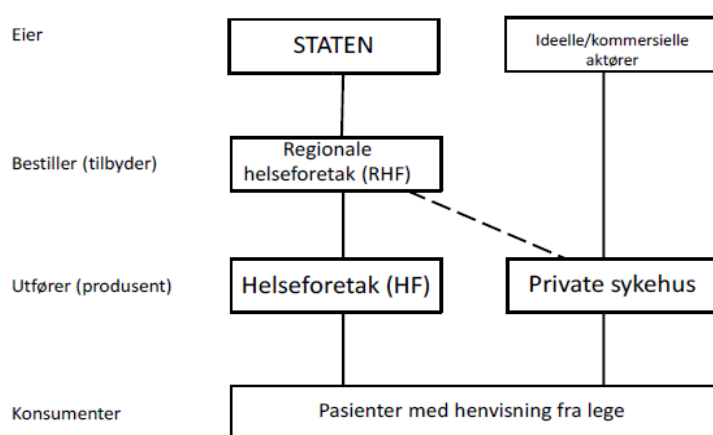 Eier
STATEN
Ideelle/kommersielle
aktører
Bestiller (tilbyder)
Regionale
helseforetak (RHF)
Utfører (produsent)
Helseforetak (HF)
Private sykehus
Konsumenter
Pasienter med henvisning fra lege